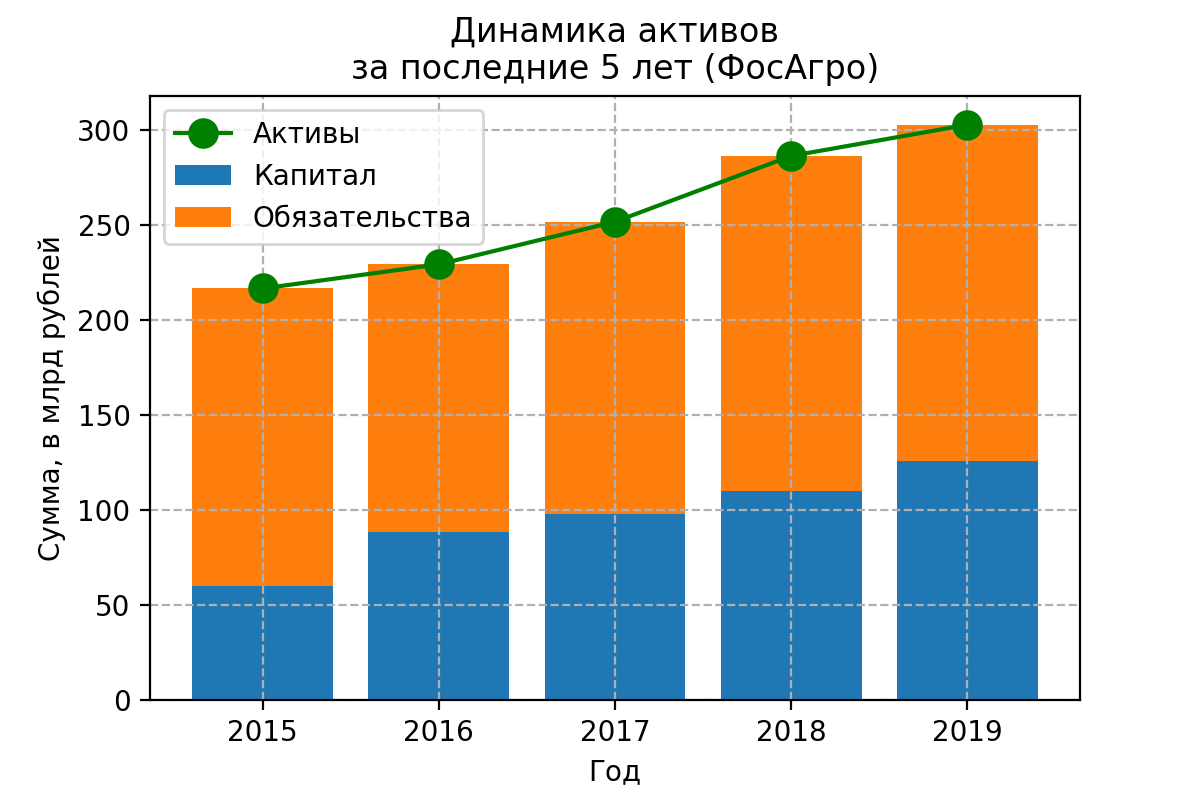 Динамика активов
за последние 5 лет (ФосАгро)
Активы
Капитал
Обязательства
Сумма, в млрд рублей
300
250
200
150
100
50
0
2015 2016 2017 2018 2019
Год